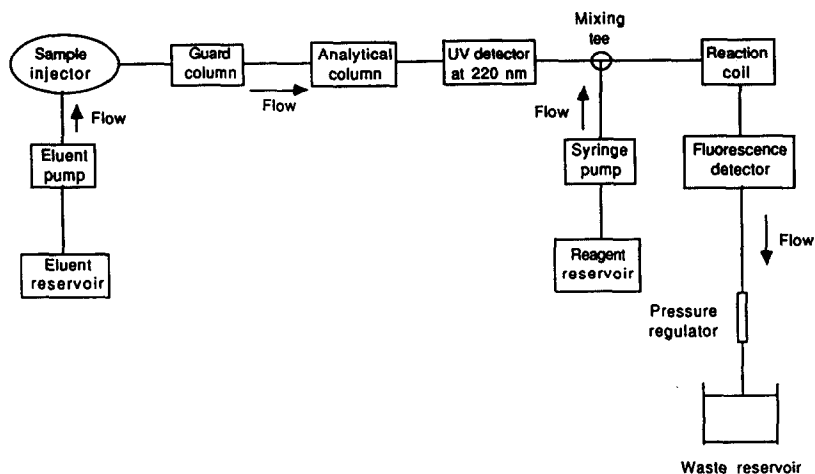 Sample
injector
Guard
column
Flow
Analytical
column
UV detector
at 220 nm
Mixing
tee
Reaction
coil
Flow
Eluent
pump
Eluent
reservoir
Flow
Syringe
pump
Reagent
reservoir
Fluorescence
detector
Flow
Pressure
regulator
Waste reservoir